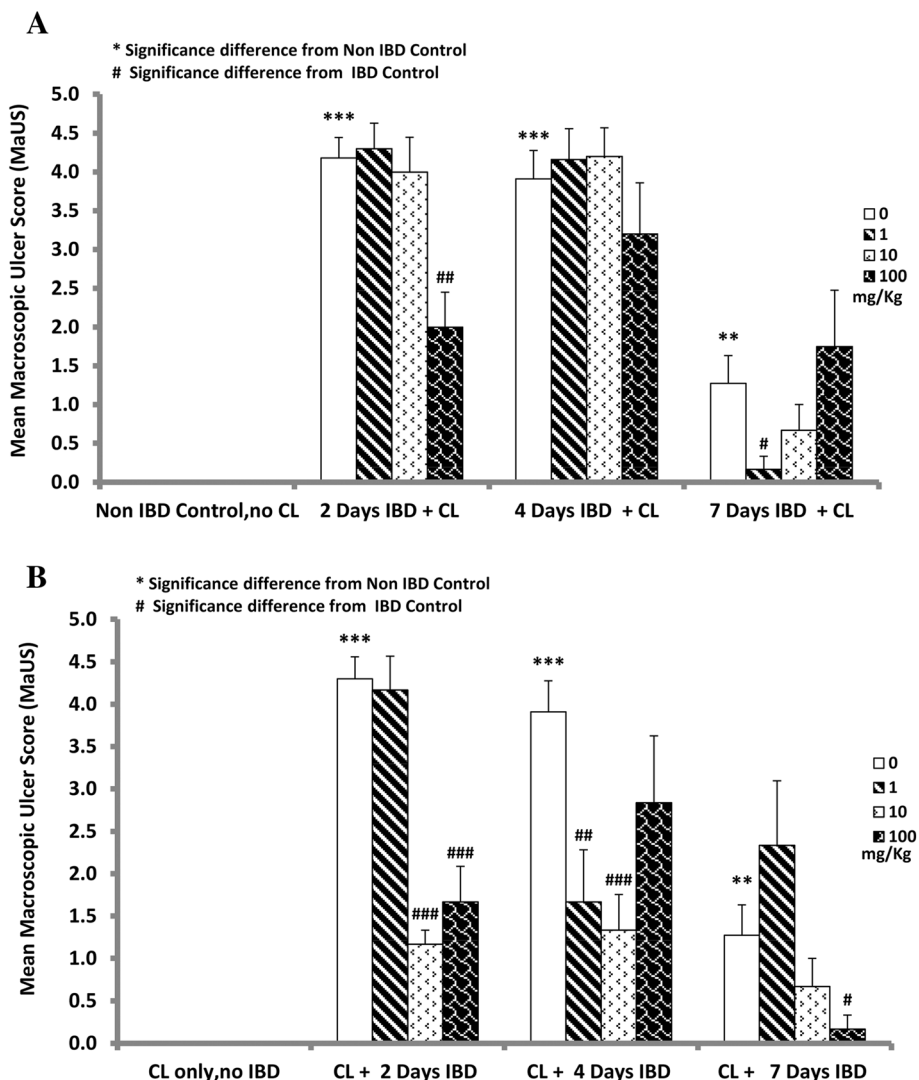 A
* Significance difference from Non IBD Control
# Significance difference from IBD Control
Mean Macroscopic Ulcer Score (MaUS)
5.0
4.5
4.0
3.5
3.0
2.5
2.0
1.5
1.0
0.5
0.0
***
##
***
**
#
0
1
10
100
mg/Kg
Non IBD Control,no CL
2 Days IBD + CL
4 Days IBD + CL
7 Days IBD + CL
B
* Significance difference from Non IBD Control
# Significance difference from IBD Control
Mean Macroscopic Ulcer Score (MaUS)
5.0
4.5
4.0
3.5
3.0
2.5
2.0
1.5
1.0
0.5
0.0
***
###
###
***
##
###
**
#
0
1
10
100
mg/Kg
CL only,no IBD
CL + 2 Days IBD
CL + 4 Days IBD
CL + 7 Days IBD